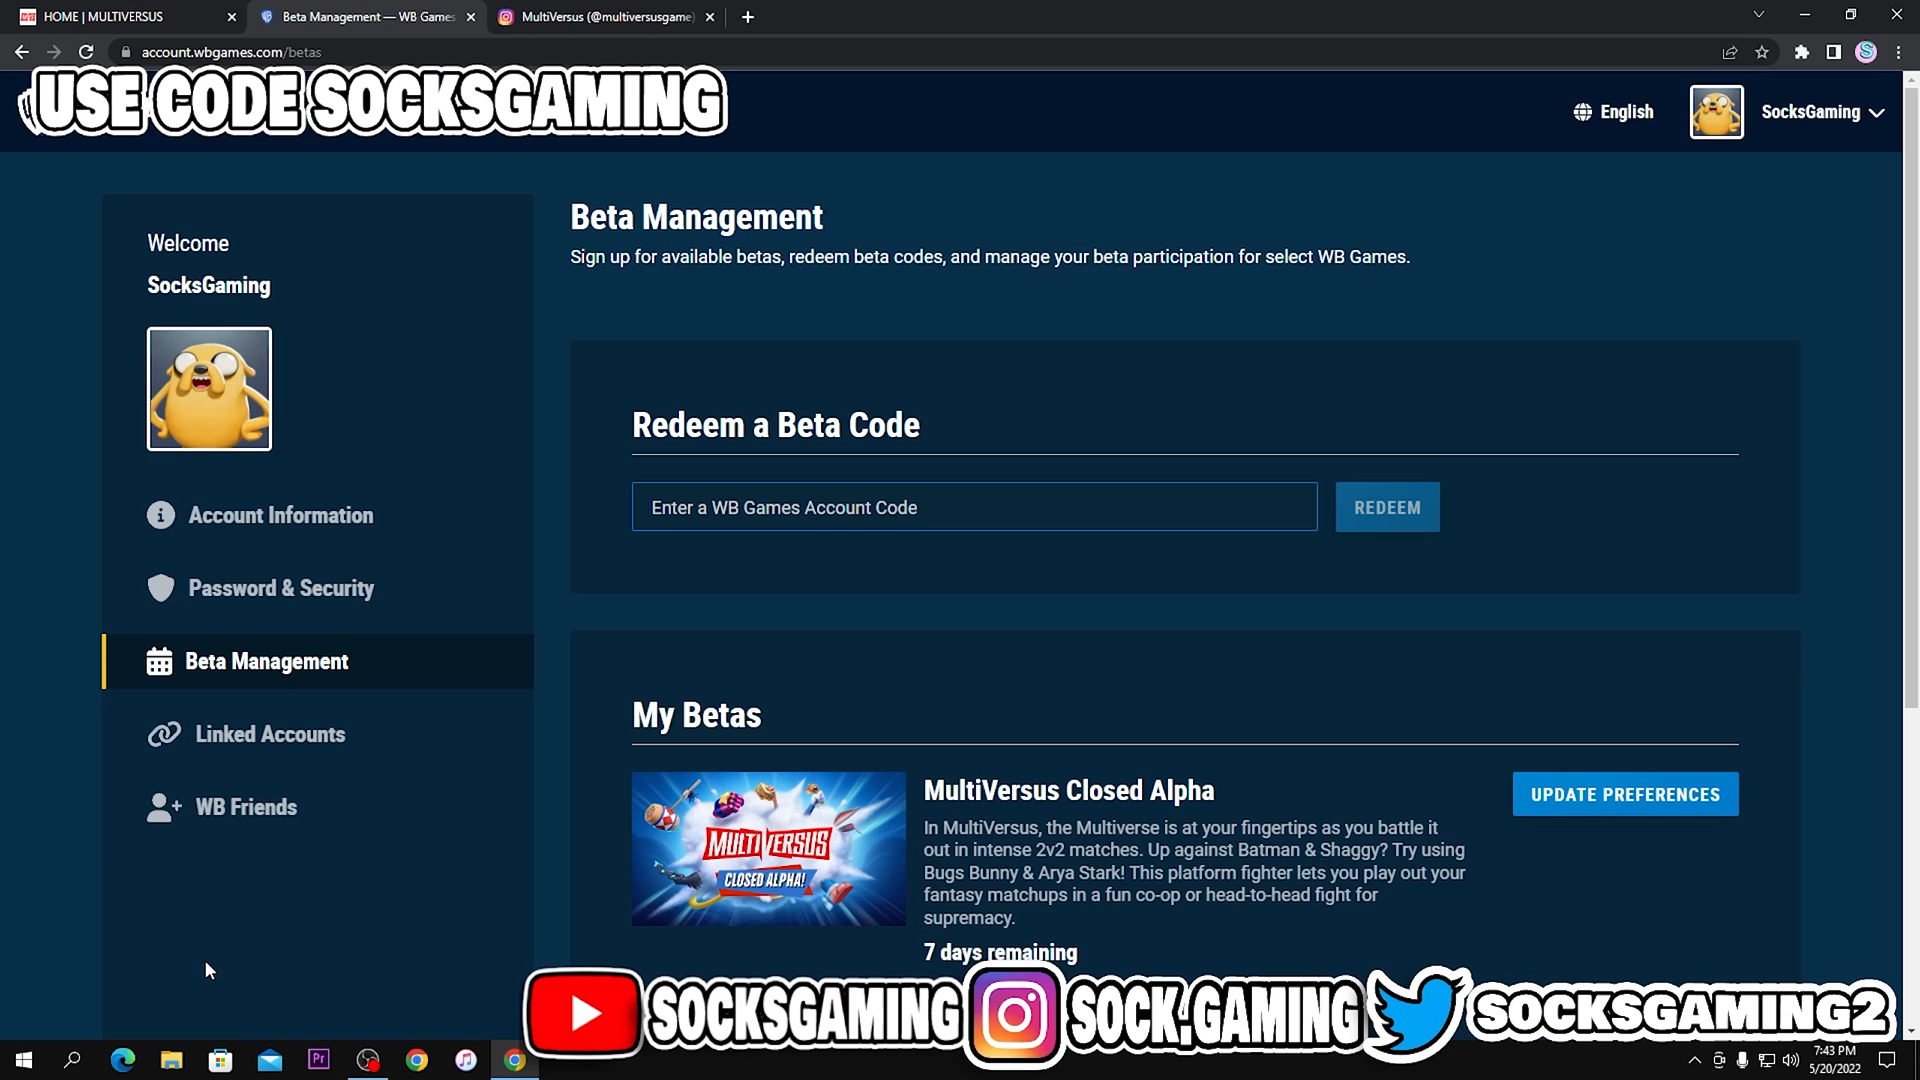 HOME | MULTIVERSUS
Beta Management — WB Games
MultiVersus (@multiversusgame)
account.wbgames.com/betas
USE CODE SOCKSGAMING
English
SocksGaming
Welcome
SocksGaming
Account Information
Password & Security
Beta Management
Linked Accounts
WB Friends
Beta Management
Sign up for available betas, redeem beta codes, and manage your beta participation for select WB Games.
Redeem a Beta Code
Enter a WB Games Account Code
REDEEM
My Betas
MULTIVERSUS
CLOSED ALPHA!
MultiVersus Closed Alpha
In MultiVersus, the Multiverse is at your fingertips as you battle it
out in intense 2v2 matches. Up against Batman & Shaggy? Try using
Bugs Bunny & Arya Stark! This platform fighter lets you play out your
fantasy matchups in a fun co-op or head-to-head fight for
supremacy.
7 days remaining
UPDATE PREFERENCES
SOCKSGAMING
SOCK.GAMING
SOCKSGAMING2
Pr
7:43 PM
5/20/2022